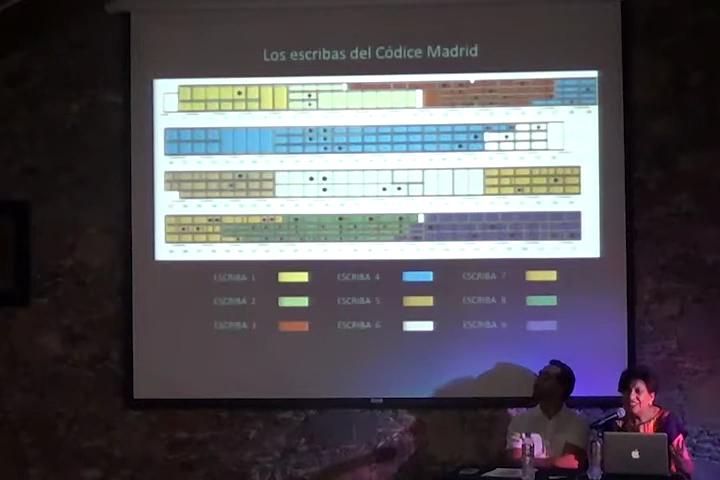 Los escribas del Códice Madrid
ESCRIBA 1 ESCRIBA 4 ESCRIBA 7
ESCRIBA 2 ESCRIBA 5 ESCRIBA 8
ESCRIBA 3 ESCRIBA 6 ESCRIBA 9